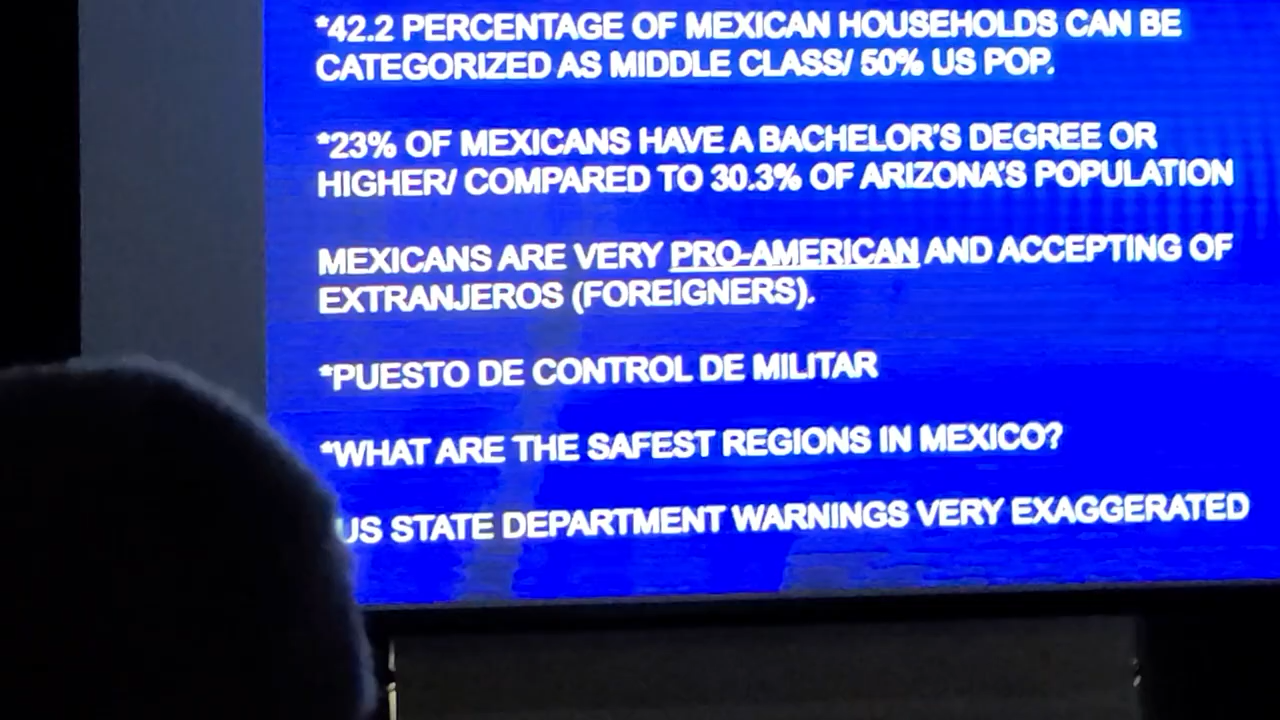 *42.2 PERCENTAGE OF MEXICAN HOUSEHOLDS CAN BE
CATEGORIZED AS MIDDLE CLASS/ 50% US POP.
*23% OF MEXICANS HAVE A BACHELOR'S DEGREE OR
HIGHER/ COMPARED TO 30.3% OF ARIZONA'S POPULATION
MEXICANS ARE VERY PRO-AMERICAN AND ACCEPTING OF
EXTRANJEROS (FOREIGNERS).
*PUESTO DE CONTROL DE MILITAR
*WHAT ARE THE SAFEST REGIONS IN MEXICO?
US STATE DEPARTMENT WARNINGS VERY EXAGGERATED